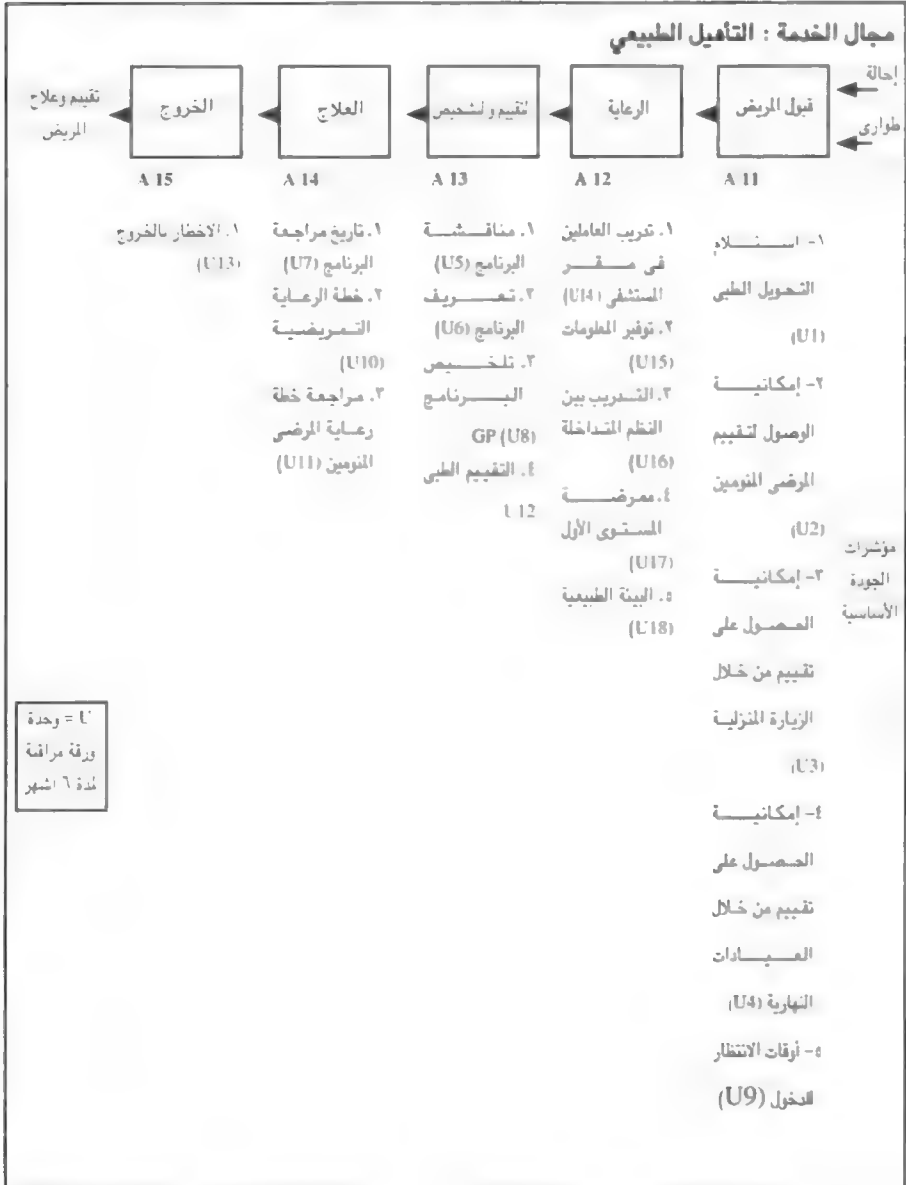 مجال الخدمة : التأهيل الطبيعي
إحالة
طوارئ
قبول المريض
الرعاية
التقييم والتشخيص
العلاج
الخروج
تقييم وعلاج
المريض
A 11
A 12
A 13
A 14
A 15
مؤشرات
الجودة
الأساسية
١- استلام
التحويل الطبي
(U1)
٢- إمكانية
الوصول لتقييم
المرضى المنومين
(U2)
٣- إمكانية
الحصول على
تقييم من خلال
الزيارة المنزلية
(U3)
٤- إمكانية
الحصول على
تقييم من خلال
العيادات
النهارية (U4)
٥- أوقات الانتظار
للدخول (U9)
١. تدريب العاملين
في مقر
المستشفى (U14)
٢. توفير المعلومات
(U15)
٣. التدريب بين
النظم المتداخلة
(U16)
٤. ممرضة
المستوى الأول
(U17)
٥. البيئة الطبيعية
(U18)
١. مناقشة
البرنامج (U5)
٢. تعريف
البرنامج (U6)
٣. تلخيص
البرنامج
GP (U8)
٤. التقييم الطبي
U12
١. تاريخ مراجعة
البرنامج (U7)
٢. خطة الرعاية
التمريضية
(U10)
٣. مراجعة خطة
رعاية المرضى
المنومين (U11)
١. الاخطار بالخروج
(U13)
U = وحدة
ورقة مراقبة
لمدة ٦ اشهر